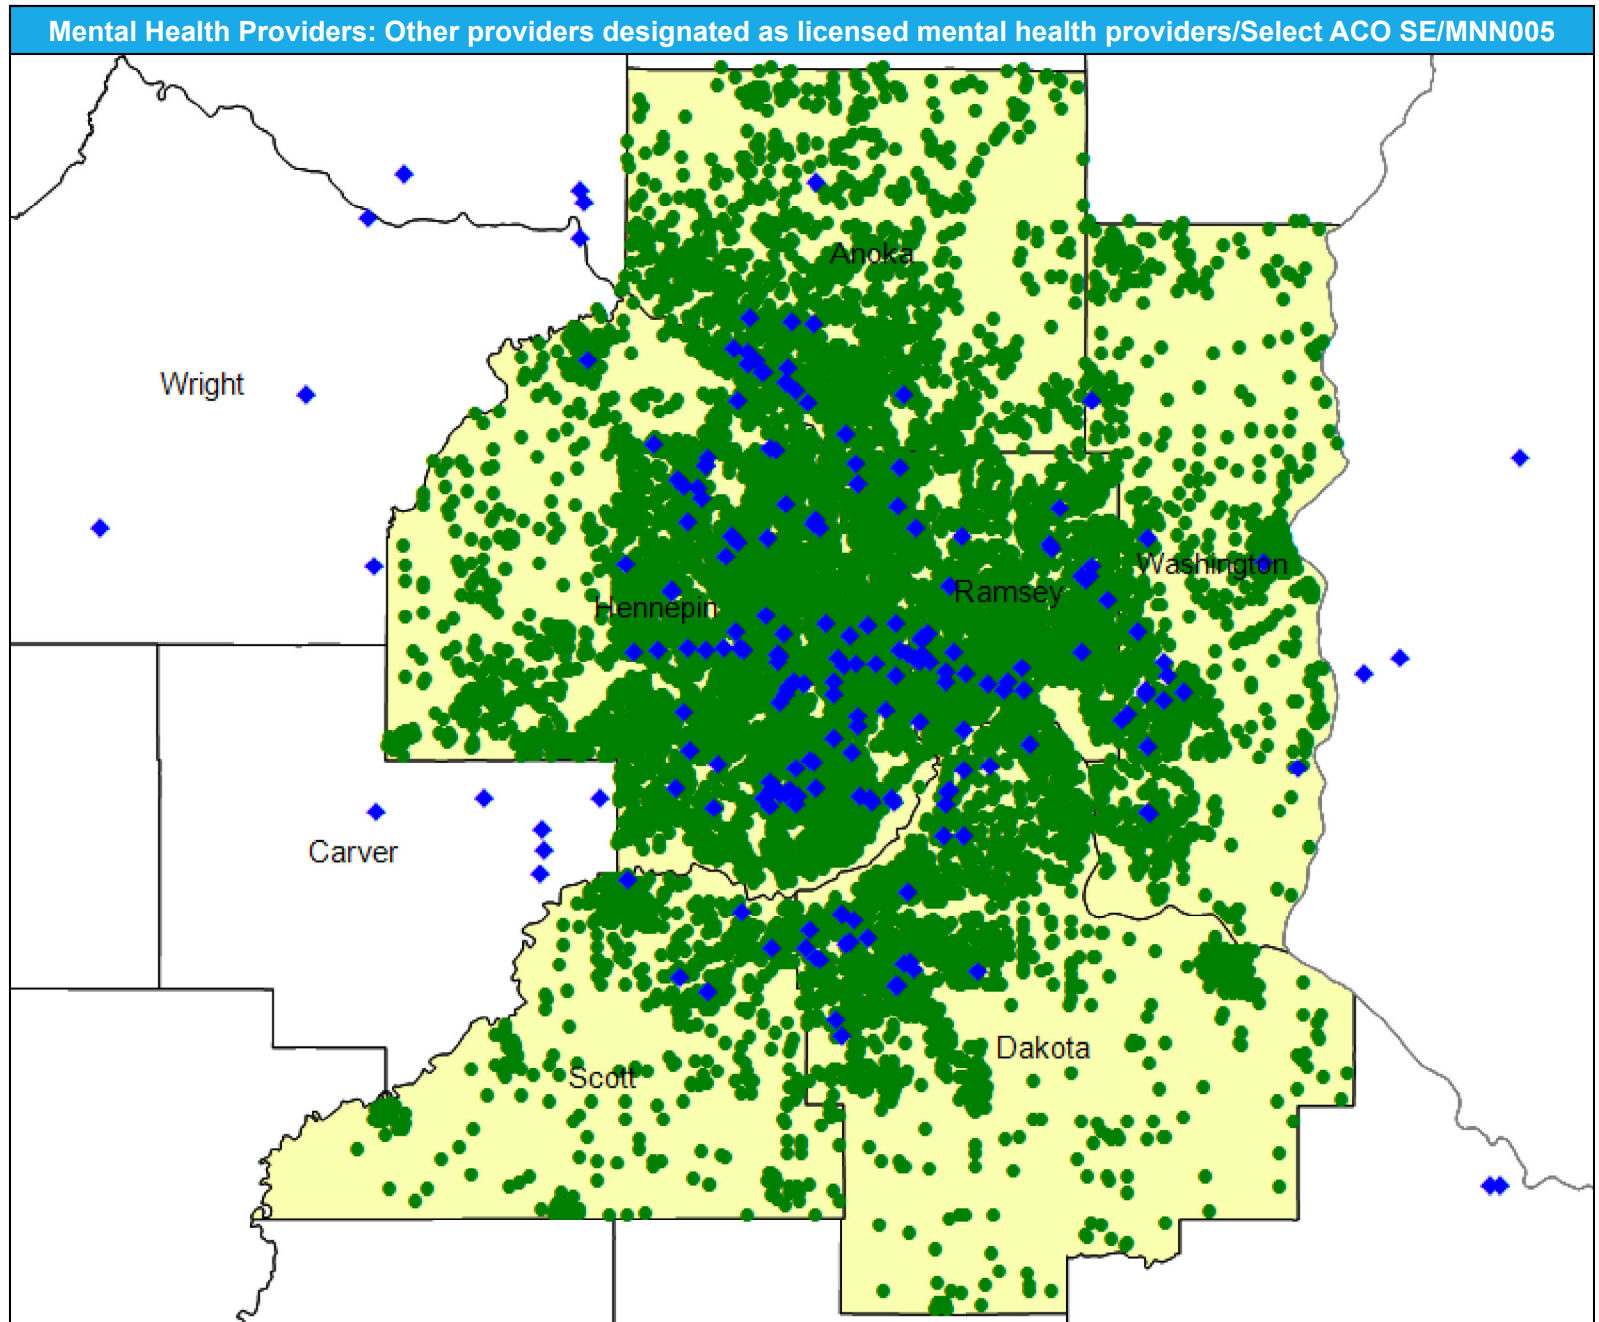 Mental Health Providers: Other providers designated as licensed mental health providers/Select ACO SE/MNN005
Anoka
Wright
Washington
Ramsey
Hennepin
Carver
Dakota
Scott